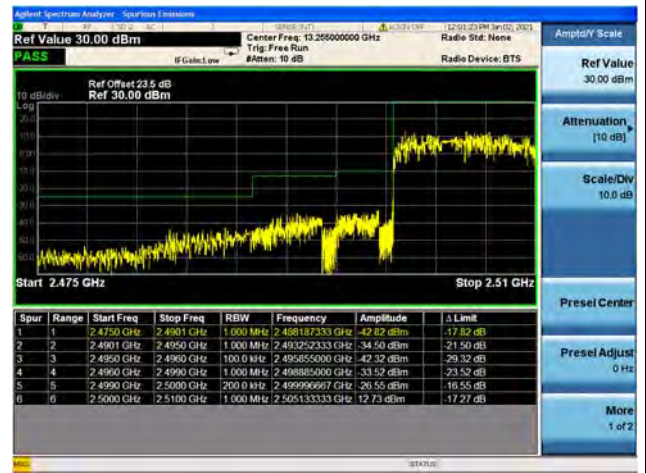 Agilent Spectrum Analyzer - Spurious Emissions
12:01:23 PM Jan 02, 2021
Ref Value 30.00 dBm
Center Freq: 13.255000000 GHz
Radio Std: None
Trig: Free Run
PASS
IFGain:Low
#Atten: 10 dB
Radio Device: BTS
Ref Offset 23.5 dB
10 dB/div
Ref 30.00 dBm
Log
Start 2.475 GHz
Stop 2.51 GHz
Spur Range Start Freq Stop Freq RBW Frequency Amplitude Δ Limit
1 1 2.4750 GHz 2.4901 GHz 1.000 MHz 2.488187333 GHz -42.82 dBm -17.82 dB
2 2 2.4901 GHz 2.4950 GHz 1.000 MHz 2.493252333 GHz -34.50 dBm -21.50 dB
3 3 2.4950 GHz 2.4960 GHz 100.0 kHz 2.495855000 GHz -42.32 dBm -29.32 dB
4 4 2.4960 GHz 2.4990 GHz 1.000 MHz 2.498885000 GHz -33.52 dBm -23.52 dB
5 5 2.4990 GHz 2.5000 GHz 200.0 kHz 2.499996667 GHz -26.55 dBm -16.55 dB
6 6 2.5000 GHz 2.5100 GHz 1.000 MHz 2.505133333 GHz 12.73 dBm -17.27 dB
MSG
STATUS
Amptd/Y Scale
Ref Value
30.00 dBm
Attenuation
[10 dB]
Scale/Div
10.0 dB
Presel Center
Presel Adjust
0 Hz
More
1 of 2